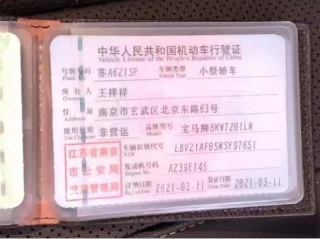 中华人民共和国机动车行驶证
Vehicle License of the People's Republic of China
号牌号码 苏A6215P 车辆类型 小型轿车
Plate No. Vehicle Type
所有人 王祥祥
Owner
住址 南京市玄武区北京东路63号
Address
使用性质 非营运 品牌型号 宝马牌BMW7201LN
Use Character Model
江苏省南京 车辆识别代号 LBV21AF05WSY97651
VIN
市公安局 发动机号码 AZ39E145
Engine No.
交通管理局 注册日期 2021-03-11 发证日期 2021-03-11